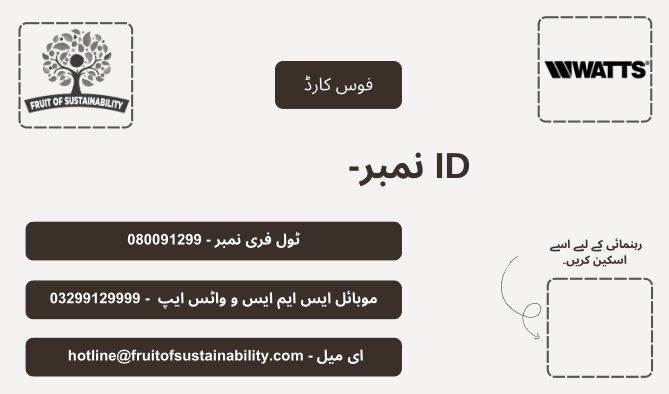 FRUIT OF SUSTAINABILITY
WATTS®
فوس کارڈ
ID نمبر-
ٹول فری نمبر - 080091299
موبائل ایس ایم ایس و واٹس ایپ - 03299129999
ای میل - hotline@fruitofsustainability.com
رہنمائی کے لیے اسے
اسکین کریں۔